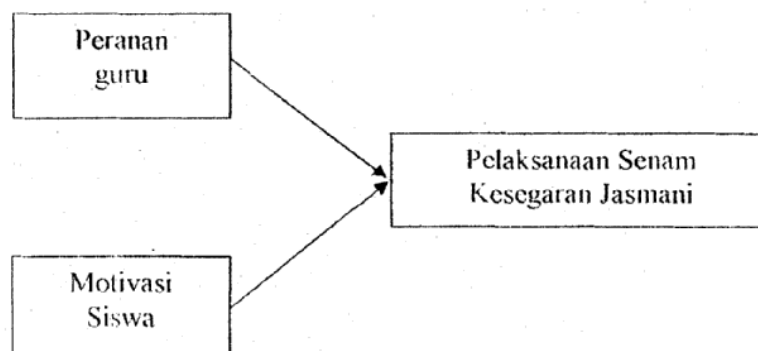 Peranan
guru
Pelaksanaan Senam
Kesegaran Jasmani
Motivasi
Siswa